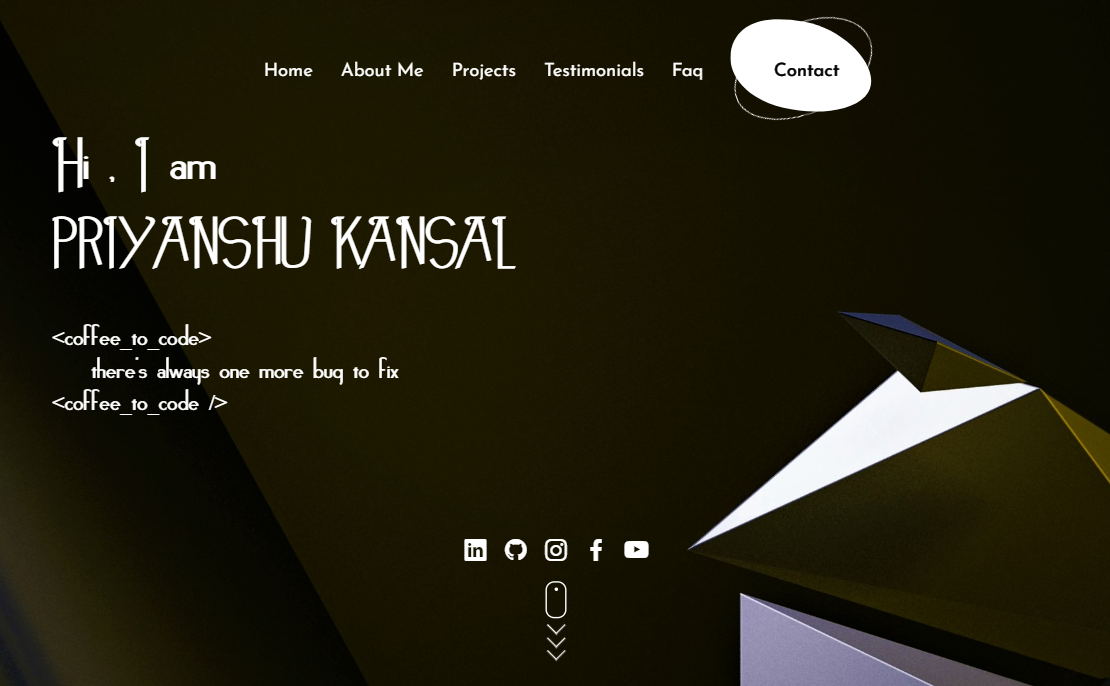 Home About Me Projects Testimonials Faq Contact
Hi , I am
PRIYANSHU KANSAL
<coffee_to_code>
there's always one more bug to fix
<coffee_to_code />
in